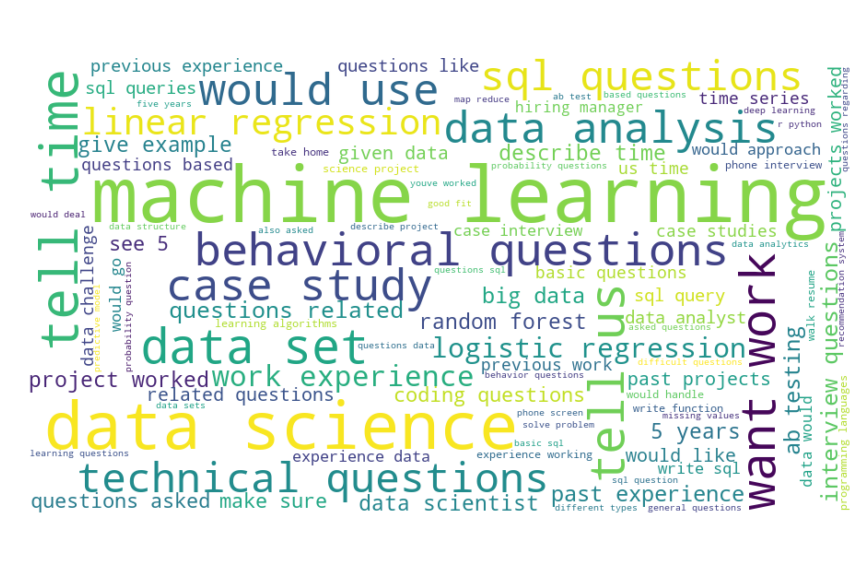 previous experience
questions like
sql questions
questions regarding
sql queries
would use
ab test
based questions
deep learning
five years
map reduce
hiring manager
time series
linear regression
data analysis
r python
give example
take home
given data
describe time
would approach
questions based
science project
probability questions
us time
phone interview
tell time
machine learning
youve worked
good fit
would deal
data structure
also asked
describe project
case interview
case studies
projects worked
data challenge
see 5
behavioral questions
data analytics
would go
probability question
case study
questions sql
basic questions
recommendation system
predictive model
questions related
big data
sql query
walk resume
learning algorithms
random forest
data analyst
asked questions
data set
questions data
logistic regression
tell us
want work
ab testing
interview questions
project worked
work experience
previous work
behavior questions
difficult questions
past projects
related questions
coding questions
would handle
data sets
data science
phone screen
write function
missing values
solve problem
5 years
data would
programming languages
basic sql
learning questions
experience data
experience working
would like
technical questions
write sql
sql question
questions asked
make sure
data scientist
past experience
different types
general questions